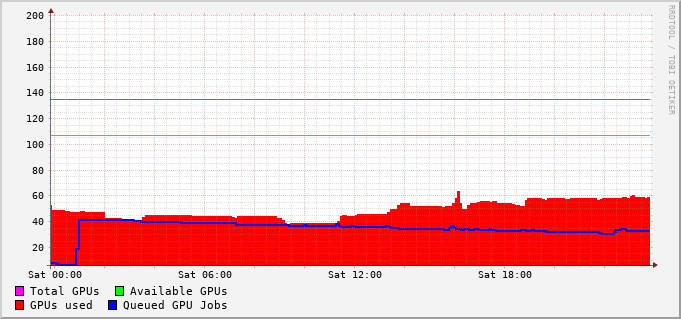 200
180
160
140
120
100
80
60
40
20
Sat 00:00 Sat 06:00 Sat 12:00 Sat 18:00
Total GPUs Available GPUs
GPUs used Queued GPU Jobs
RRDTOOL / TOBI OETIKER